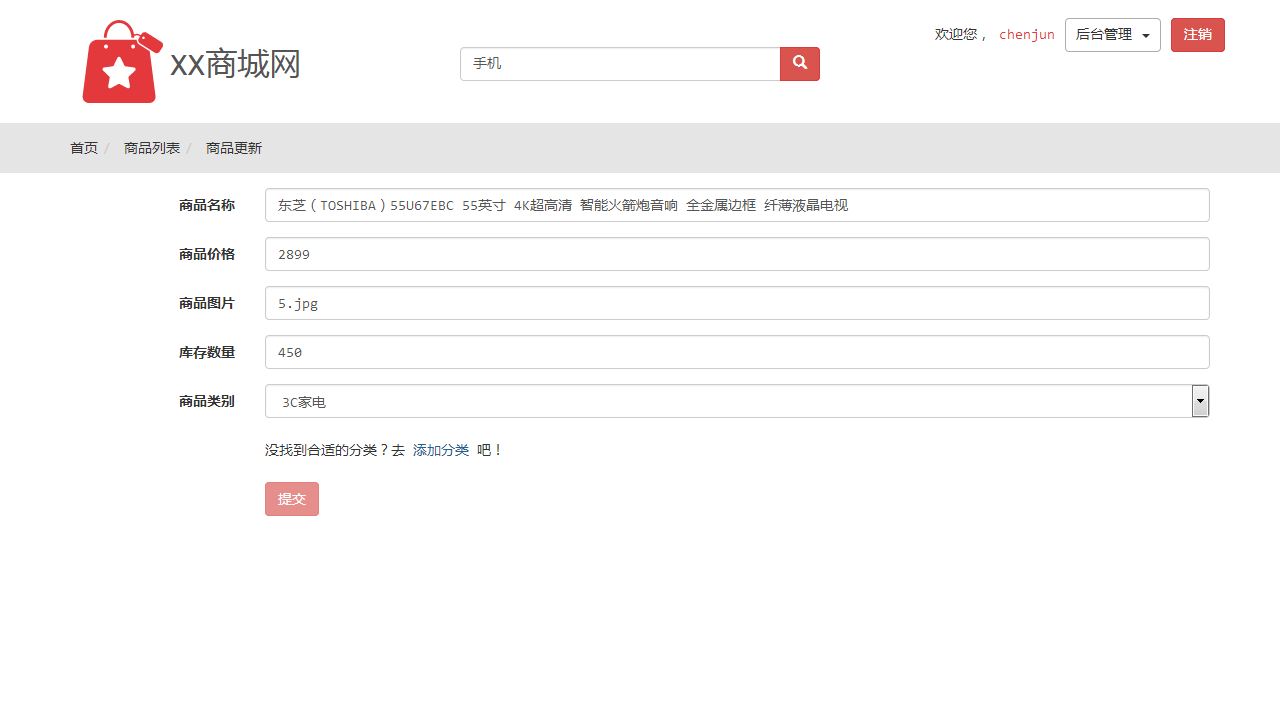 xx商城网
手机
欢迎您， chenjun 后台管理 注销
首页/ 商品列表/ 商品更新
商品名称 东芝（TOSHIBA）55U67EBC 55英寸 4K超高清 智能火箭炮音响 全金属边框 纤薄液晶电视
商品价格 2899
商品图片 5.jpg
库存数量 450
商品类别 3C家电
没找到合适的分类？去 添加分类 吧！
提交